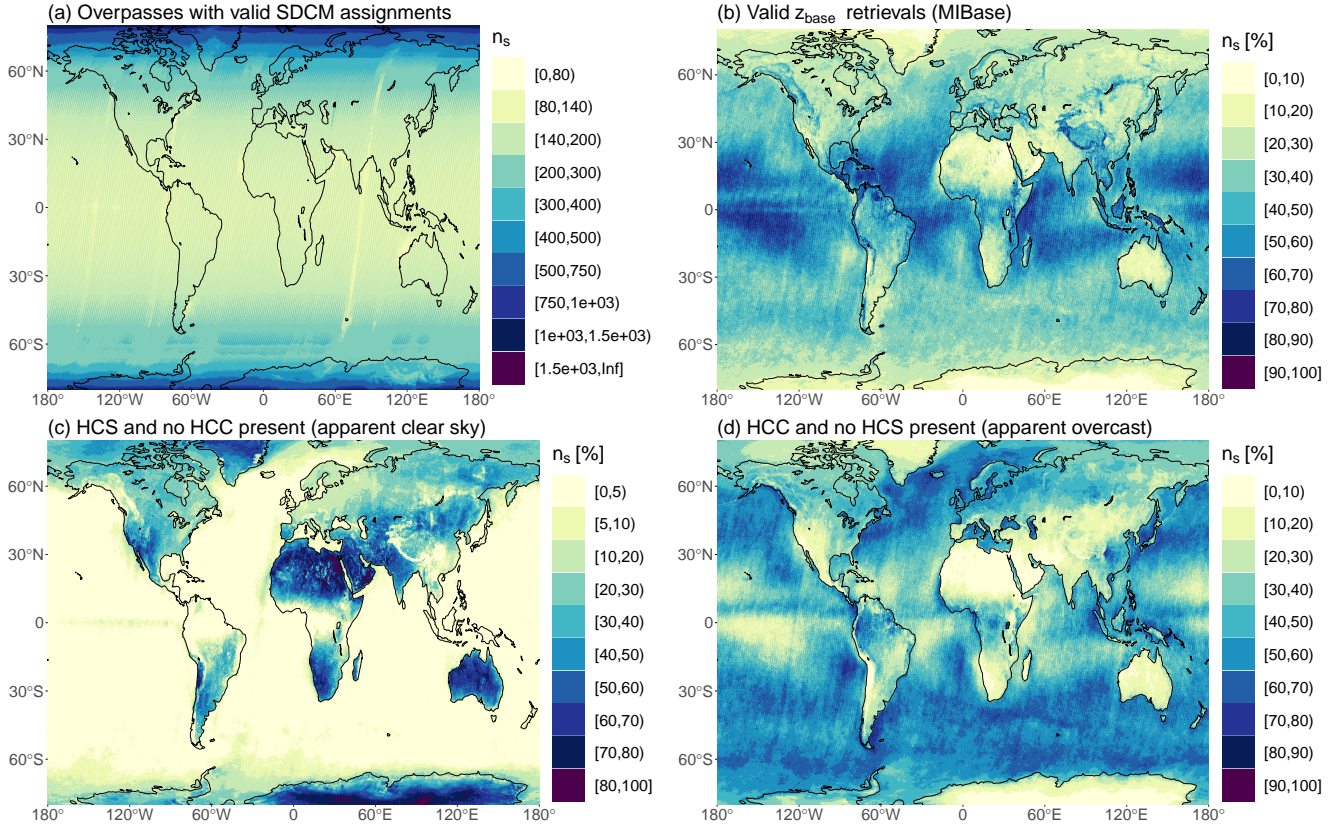 (a) Overpasses with valid SDCM assignments
nₛ
[0,80)
[80,140)
[140,200)
[200,300)
[300,400)
[400,500)
[500,750)
[750,1e+03)
[1e+03,1.5e+03)
[1.5e+03,Inf]
60°N
30°N
0
30°S
60°S
180° 120°W 60°W 0 60°E 120°E 180°
(b) Valid z_base retrievals (MIBase)
nₛ [%]
[0,10)
[10,20)
[20,30)
[30,40)
[40,50)
[50,60)
[60,70)
[70,80)
[80,90)
[90,100]
60°N
30°N
0
30°S
60°S
180° 120°W 60°W 0 60°E 120°E 180°
(c) HCS and no HCC present (apparent clear sky)
nₛ [%]
[0,5)
[5,10)
[10,20)
[20,30)
[30,40)
[40,50)
[50,60)
[60,70)
[70,80)
[80,100]
60°N
30°N
0
30°S
60°S
180° 120°W 60°W 0 60°E 120°E 180°
(d) HCC and no HCS present (apparent overcast)
nₛ [%]
[0,10)
[10,20)
[20,30)
[30,40)
[40,50)
[50,60)
[60,70)
[70,80)
[80,90)
[90,100]
60°N
30°N
0
30°S
60°S
180° 120°W 60°W 0 60°E 120°E 180°